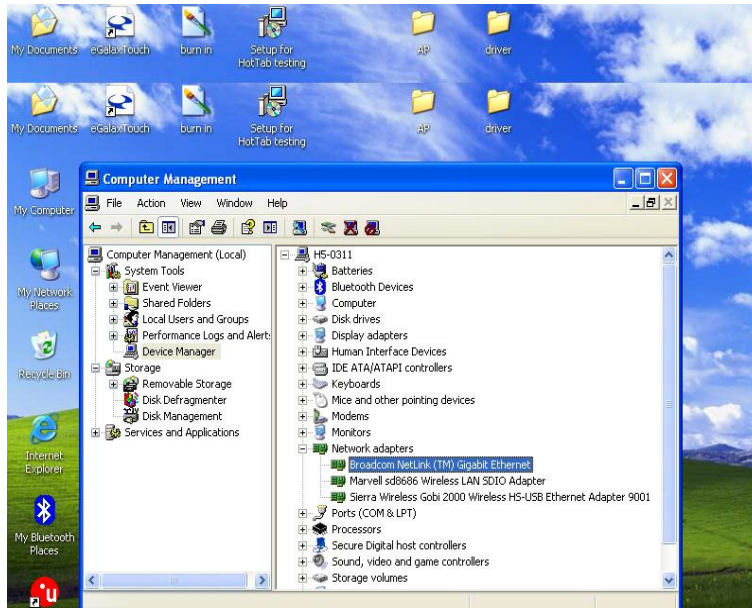 My Documents
eGalaxTouch
burn in
Setup for
HotTab testing
AP
driver
My Documents
eGalaxTouch
burn in
Setup for
HotTab testing
AP
driver
My Computer
My Network
Places
Recycle Bin
Internet
Explorer
My Bluetooth
Places
Computer Management
File Action View Window Help
Computer Management (Local)
System Tools
Event Viewer
Shared Folders
Local Users and Groups
Performance Logs and Alert:
Device Manager
Storage
Removable Storage
Disk Defragmenter
Disk Management
Services and Applications
H5-0311
Batteries
Bluetooth Devices
Computer
Disk drives
Display adapters
Human Interface Devices
IDE ATA/ATAPI controllers
Keyboards
Mice and other pointing devices
Modems
Monitors
Network adapters
Broadcom NetLink (TM) Gigabit Ethernet
Marvell sd8686 Wireless LAN SDIO Adapter
Sierra Wireless Gobi 2000 Wireless HS-USB Ethernet Adapter 9001
Ports (COM & LPT)
Processors
Secure Digital host controllers
Sound, video and game controllers
Storage volumes